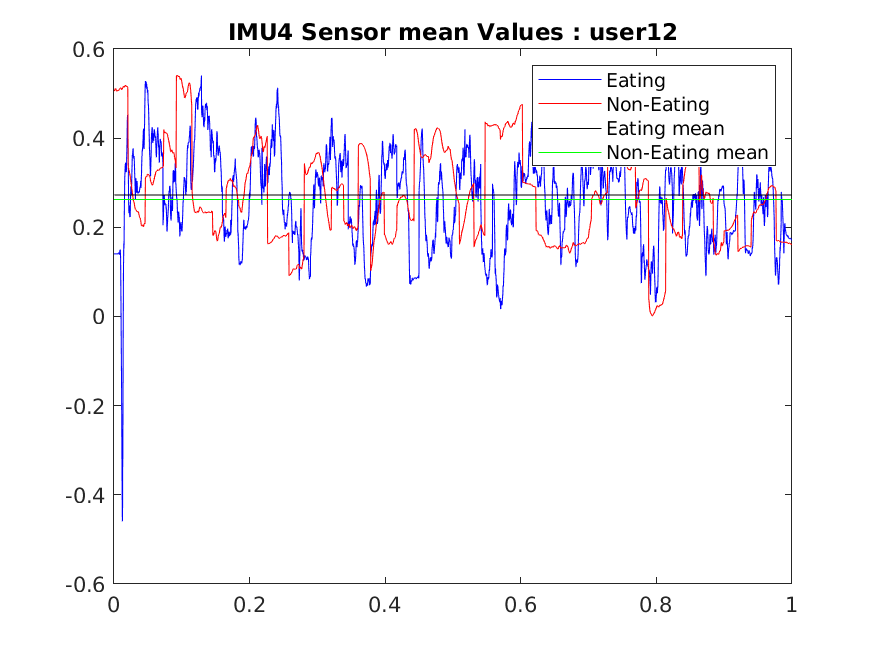 IMU4 Sensor mean Values : user12
Eating
Non-Eating
Eating mean
Non-Eating mean
0.6
0.4
0.2
0
-0.2
-0.4
-0.6
0 0.2 0.4 0.6 0.8 1